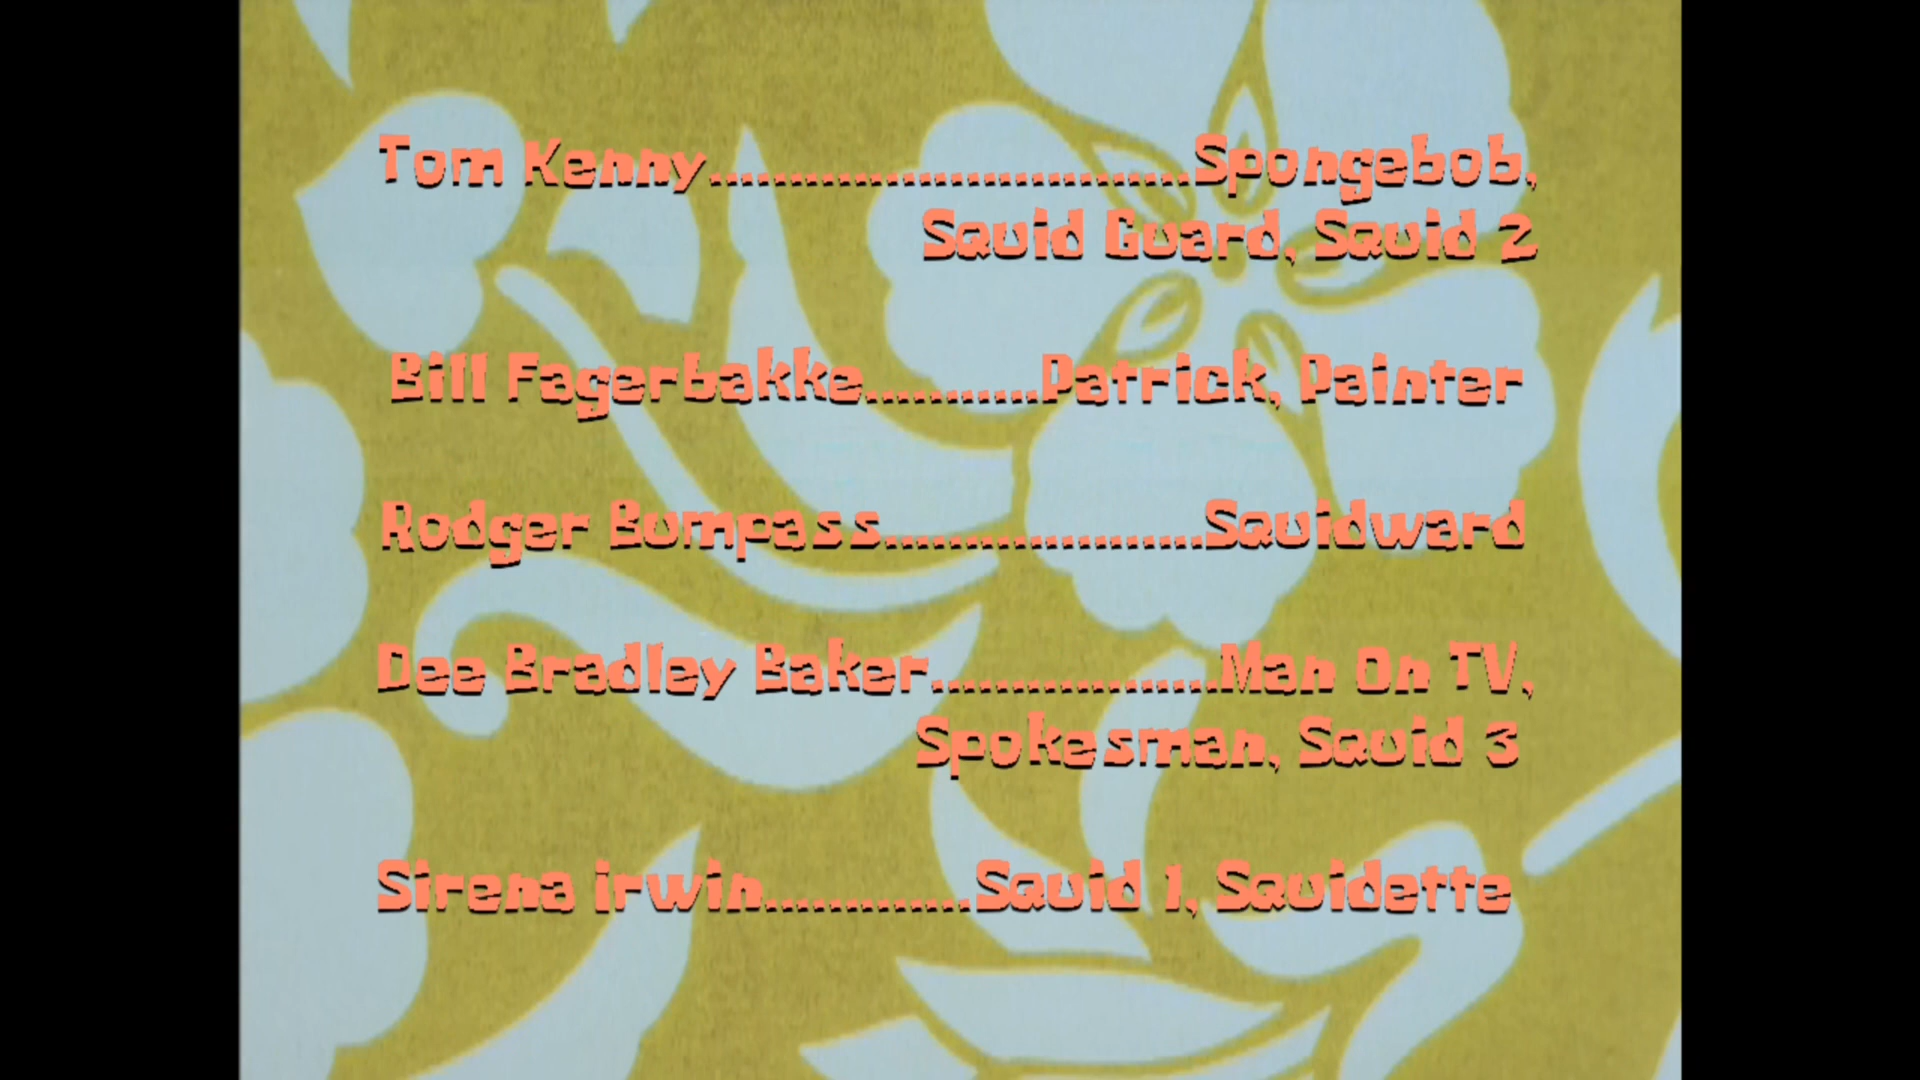 Tom Kenny..............................Spongebob,
Squid Guard, Squid 2
Bill Fagerbakke...........Patrick, Painter
Rodger Bumpass....................Squidward
Dee Bradley Baker..................Man On TV,
Spokesman, Squid 3
Sirena irwin.............Squid 1, Squidette